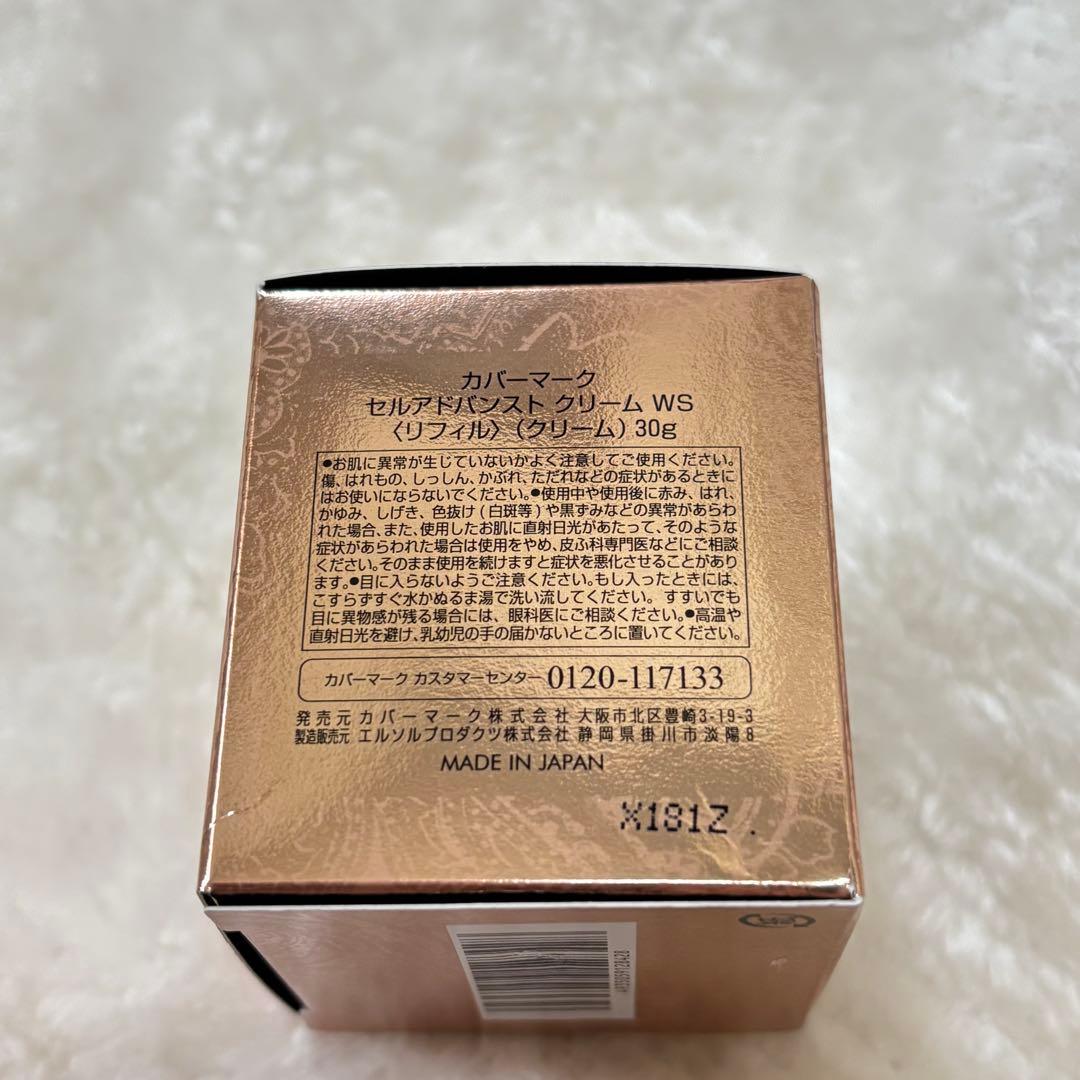 カバーマーク
セルアドバンスト クリーム WS
〈リフィル〉(クリーム) 30g
●お肌に異常が生じていないかよく注意してご使用ください。
傷、はれもの、しっしん、かぶれ、ただれなどの症状があるときに
はお使いにならないでください。●使用中や使用後に赤み、はれ、
かゆみ、しげき、色抜け(白斑等)や黒ずみなどの異常があらわ
れた場合、また、使用したお肌に直射日光があたって、そのような
症状があらわれた場合は使用をやめ、皮ふ科専門医などにご相談
ください。そのまま使用を続けますと症状を悪化させることがあり
ます。●目に入らないようご注意ください。もし入ったときには、
こすらずすぐ水かぬるま湯で洗い流してください。すすいでも
目に異物感が残る場合には、眼科医にご相談ください。●高温や
直射日光を避け、乳幼児の手の届かないところに置いてください。
カバーマーク カスタマーセンター 0120-117133
発売元 カバーマーク株式会社 大阪市北区豊崎3-19-3
製造販売元 エルソルプロダクツ株式会社 静岡県掛川市淡陽8
MADE IN JAPAN
X181Z .